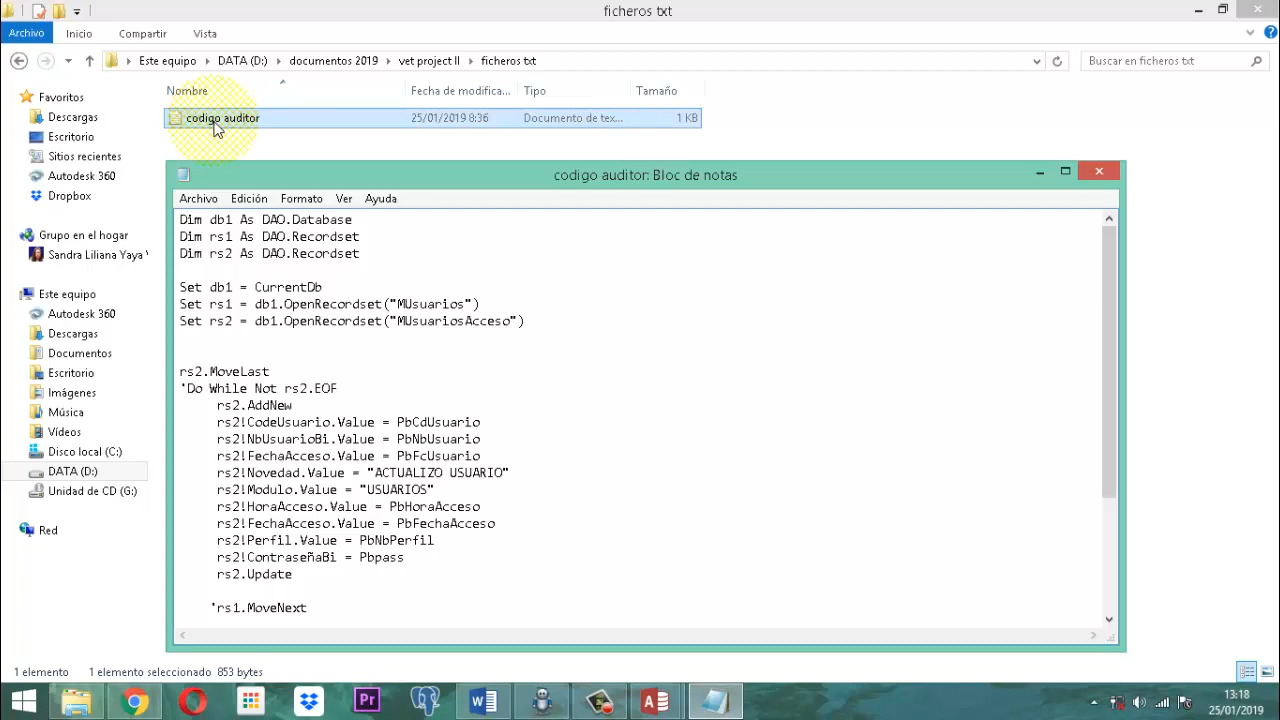 ficheros txt
Archivo Inicio Compartir Vista
Este equipo DATA (D:) documentos 2019 vet project II ficheros txt
Buscar en ficheros txt
Nombre Fecha de modifica... Tipo Tamaño
codigo auditor 25/01/2019 8:36 Documento de tex... 1 KB
Favoritos
Descargas
Escritorio
Sitios recientes
Autodesk 360
Dropbox
Grupo en el hogar
Sandra Liliana Yaya
Este equipo
Autodesk 360
Descargas
Documentos
Escritorio
Imágenes
Música
Vídeos
Disco local (C:)
DATA (D:)
Unidad de CD (G:)
Red
codigo auditor: Bloc de notas
Archivo Edición Formato Ver Ayuda
Dim db1 As DAO.Database
Dim rs1 As DAO.Recordset
Dim rs2 As DAO.Recordset
Set db1 = CurrentDb
Set rs1 = db1.OpenRecordset("MUsuarios")
Set rs2 = db1.OpenRecordset("MUsuariosAcceso")
rs2.MoveLast
'Do While Not rs2.EOF
rs2.AddNew
rs2!CodeUsuario.Value = PbCdUsuario
rs2!NbUsuarioBi.Value = PbNbUsuario
rs2!FechaAcceso.Value = PbFcUsuario
rs2!Novedad.Value = "ACTUALIZO USUARIO"
rs2!Modulo.Value = "USUARIOS"
rs2!HoraAcceso.Value = PbHoraAcceso
rs2!FechaAcceso.Value = PbFechaAcceso
rs2!Perfil.Value = PbNbPerfil
rs2!ContraseñaBi = Pbpass
rs2.Update
'rs1.MoveNext
1 elemento 1 elemento seleccionado 853 bytes
Pr
13:18
25/01/2019